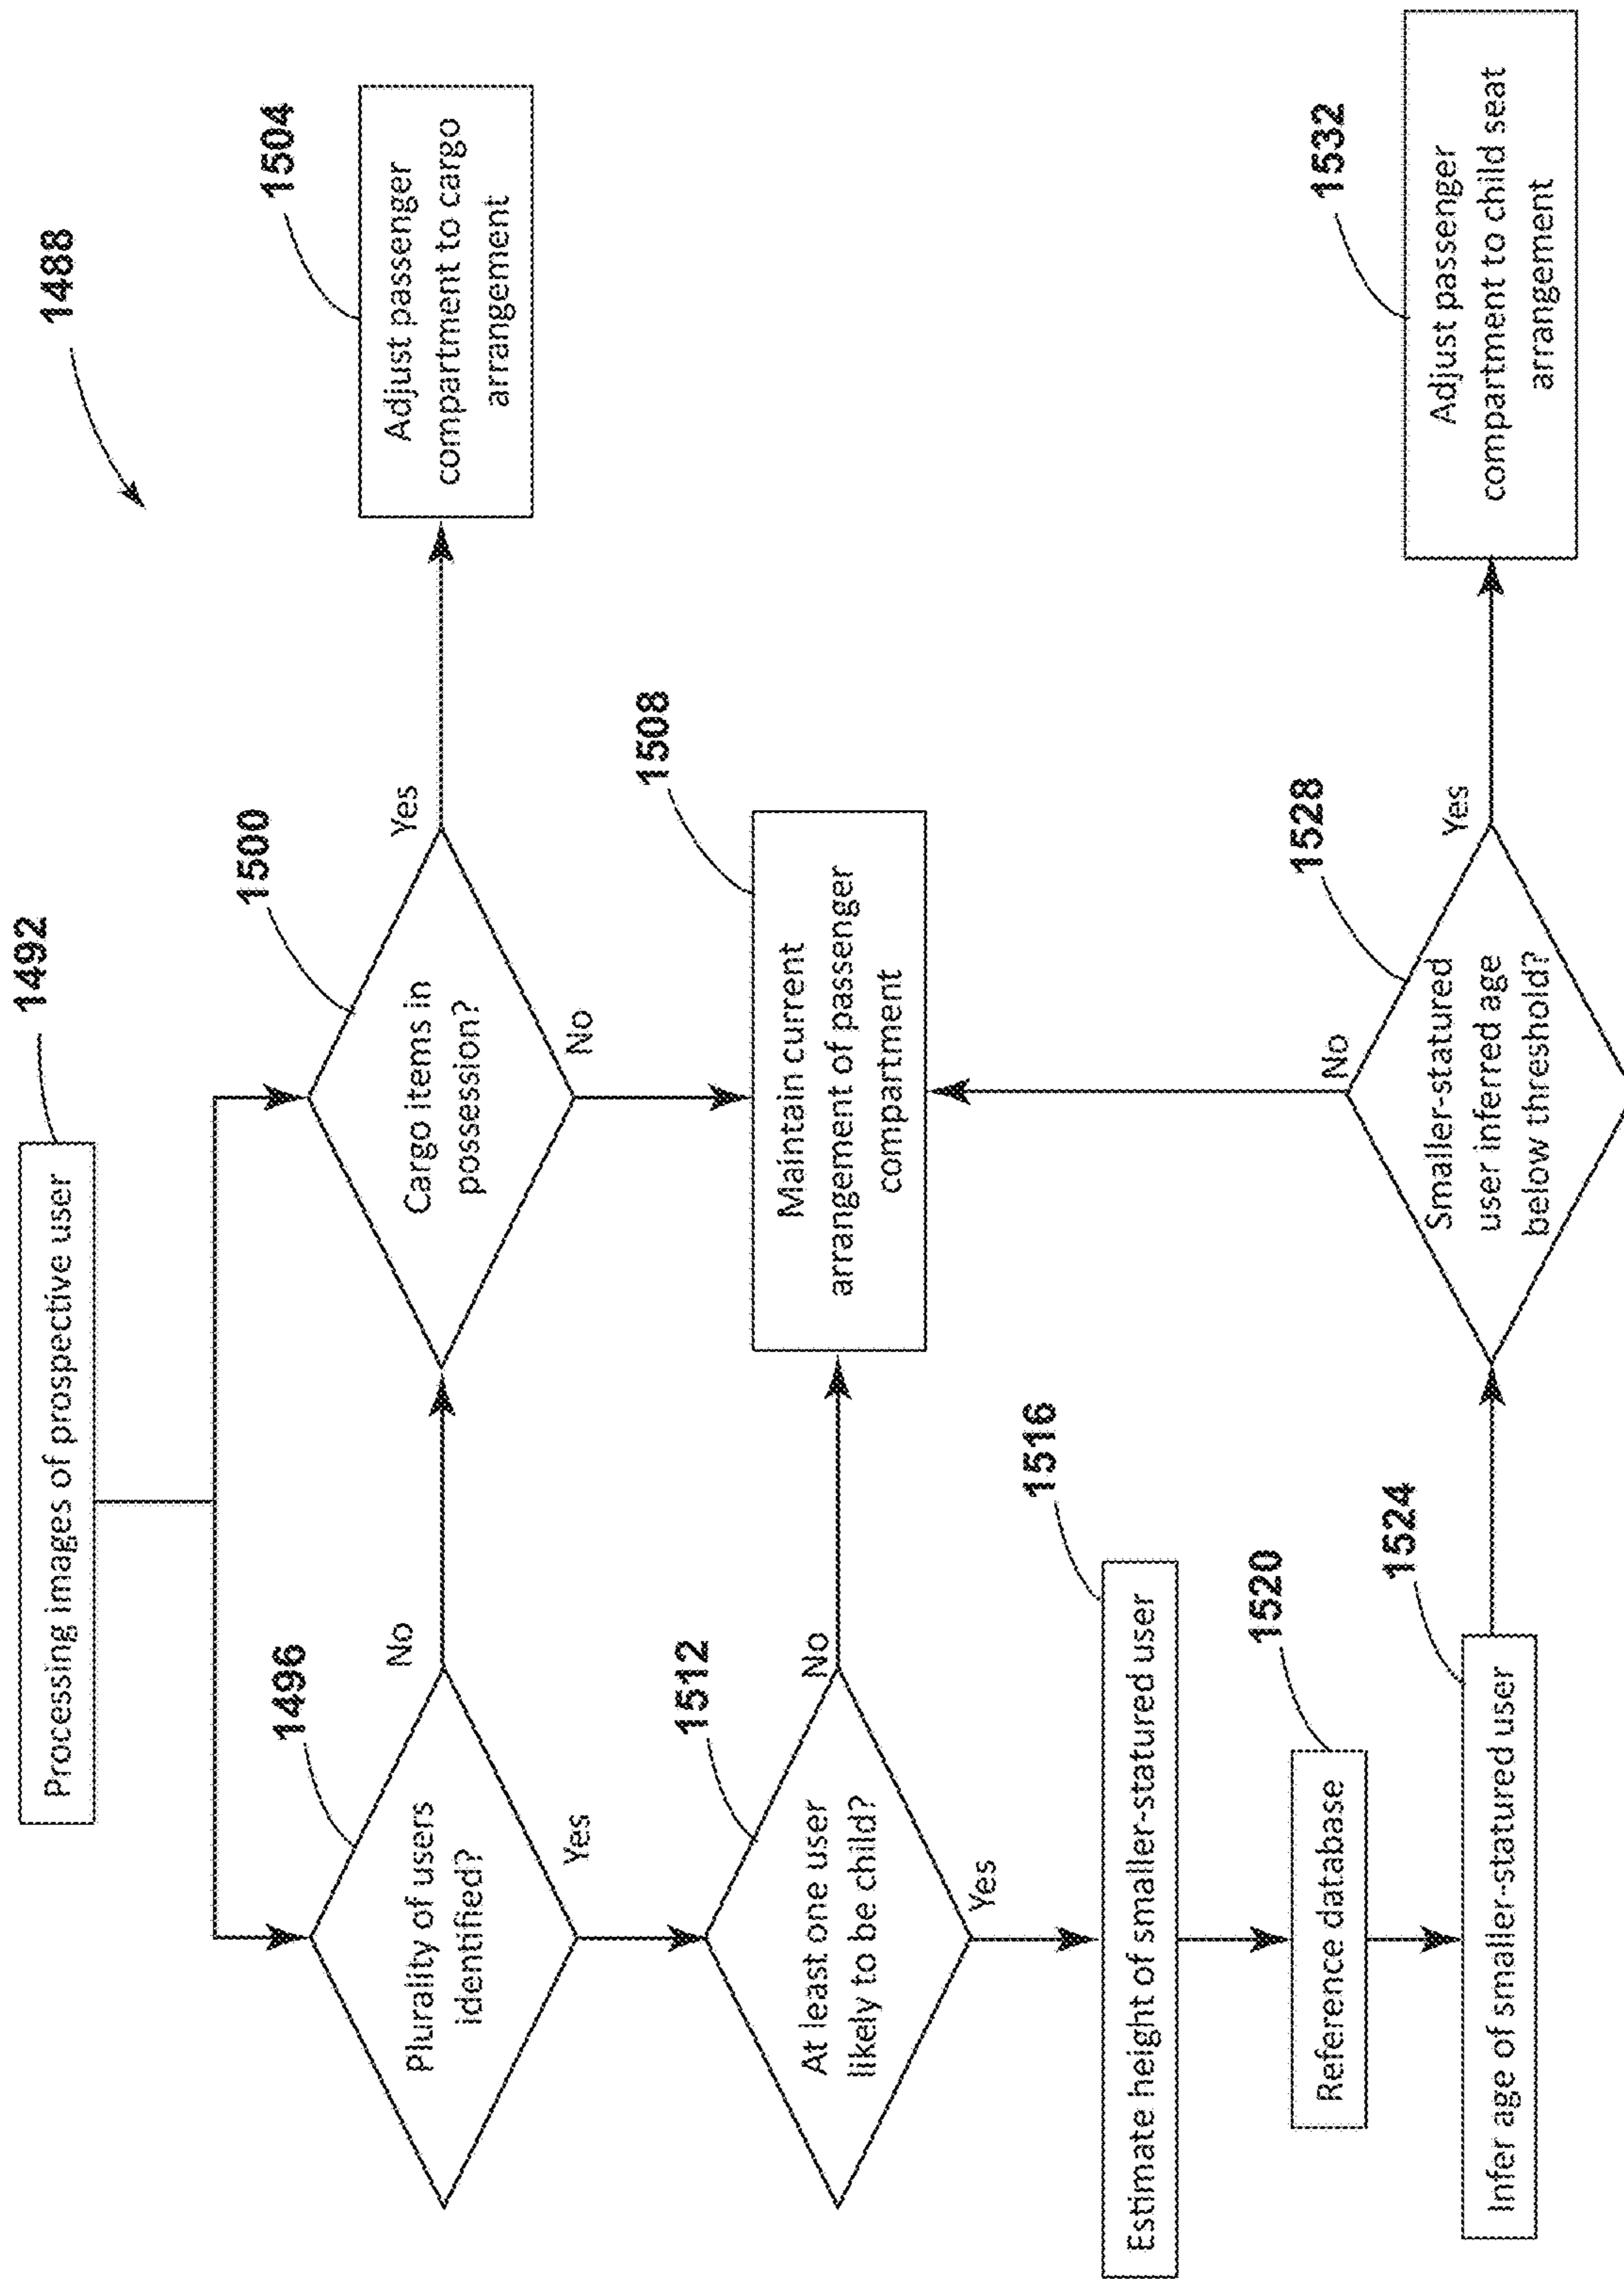 1488
1492
Processing images of prospective user
1496
Plurality of users
identified?
No
Yes
1500
Cargo items in
possession?
Yes
No
1504
Adjust passenger
compartment to cargo
arrangement
1512
At least one user
likely to be child?
No
Yes
1508
Maintain current
arrangement of passenger
compartment
1516
Estimate height of smaller-statured user
1520
Reference database
1524
Infer age of smaller-statured user
1528
Smaller-statured
user inferred age
below threshold?
No
Yes
1532
Adjust passenger
compartment to child seat
arrangement